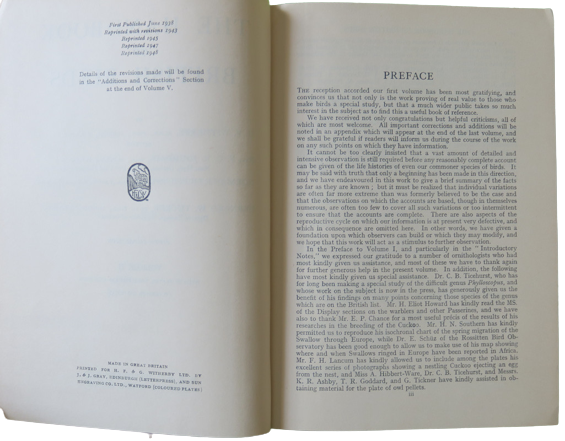 First Published June 1938
Reprinted with revisions 1943
Reprinted 1945
Reprinted 1947
Reprinted 1948
Details of the revisions made will be found
in the "Additions and Corrections" Section
at the end of Volume V.
MADE IN GREAT BRITAIN.
PRINTED FOR H. F. & G. WITHERBY LTD. BY
J. & J. GRAY, EDINBURGH (LETTERPRESS), AND SUN
ENGRAVING CO., LTD., WATFORD (COLOURED PLATES)
PREFACE
THE reception accorded our first volume has been most gratifying, and
convinces us that not only is the work proving of real value to those who
make birds a special study, but that a much wider public takes so much
interest in the subject as to find this a useful book of reference.
We have received not only congratulations but helpful criticisms, all of
which are most welcome. All important corrections and additions will be
noted in an appendix which will appear at the end of the last volume, and
we shall be grateful if readers will inform us during the course of the work
on any such points on which they have information.
It cannot be too clearly insisted that a vast amount of detailed and
intensive observation is still required before any reasonably complete account
can be given of the life histories of even our commoner species of birds. It
may be said with truth that only a beginning has been made in this direction,
and we have endeavoured in this work to give a brief summary of the facts
as far as they are known; but it must be realized that individual variations
are often far more extreme than was formerly believed to be the case and
that the observations on which the accounts are based, though in themselves
numerous, are often too few to cover all such variations or too intermittent
to ensure that the accounts are complete. There are also aspects of the
reproductive cycle on which our information is at present very defective, and
which in consequence are omitted here. In other words, we have given a
foundation upon which observers can build or which they may modify, and
we hope that this work will act as a stimulus to further observation.
In the Preface to Volume I, and particularly in the "Introductory
Notes," we expressed our gratitude to a number of ornithologists who had
most kindly given us assistance, and most of these we have to thank again
for further generous help in the present volume. In addition, the following
have most kindly given us special assistance. Dr. C. B. Ticehurst, who has
for long been making a special study of the difficult genus Phylloscopus, and
whose work on the subject is now in the press, has generously given us the
benefit of his findings on many points concerning those species of the genus
which are on the British list. Mr. H. Eliot Howard has kindly read the MS.
of the Display sections on the warblers and other Passerines, and we have
also to thank Mr. E. P. Chance for a most useful précis of the results of his
researches in the breeding of the Cuckoo. Mr. H. N. Southern has kindly
permitted us to reproduce his isochronal chart of the spring migration of the
Swallow through Europe, while Dr. E. Schüz of the Rossitten Bird Ob-
servatory has been good enough to allow us to make use of his map showing
where and when Swallows ringed in Europe have been reported in Africa.
Mr. F. H. Lancum has kindly allowed us to include among the plates his
excellent series of photographs showing a nestling Cuckoo ejecting an egg
from the nest, and Miss A. Hibbert-Ware, Dr. C. B. Ticehurst, and Messrs.
K. R. Ashby, T. R. Goddard, and G. Tickner have kindly assisted in ob-
taining material for the plate of owl pellets.